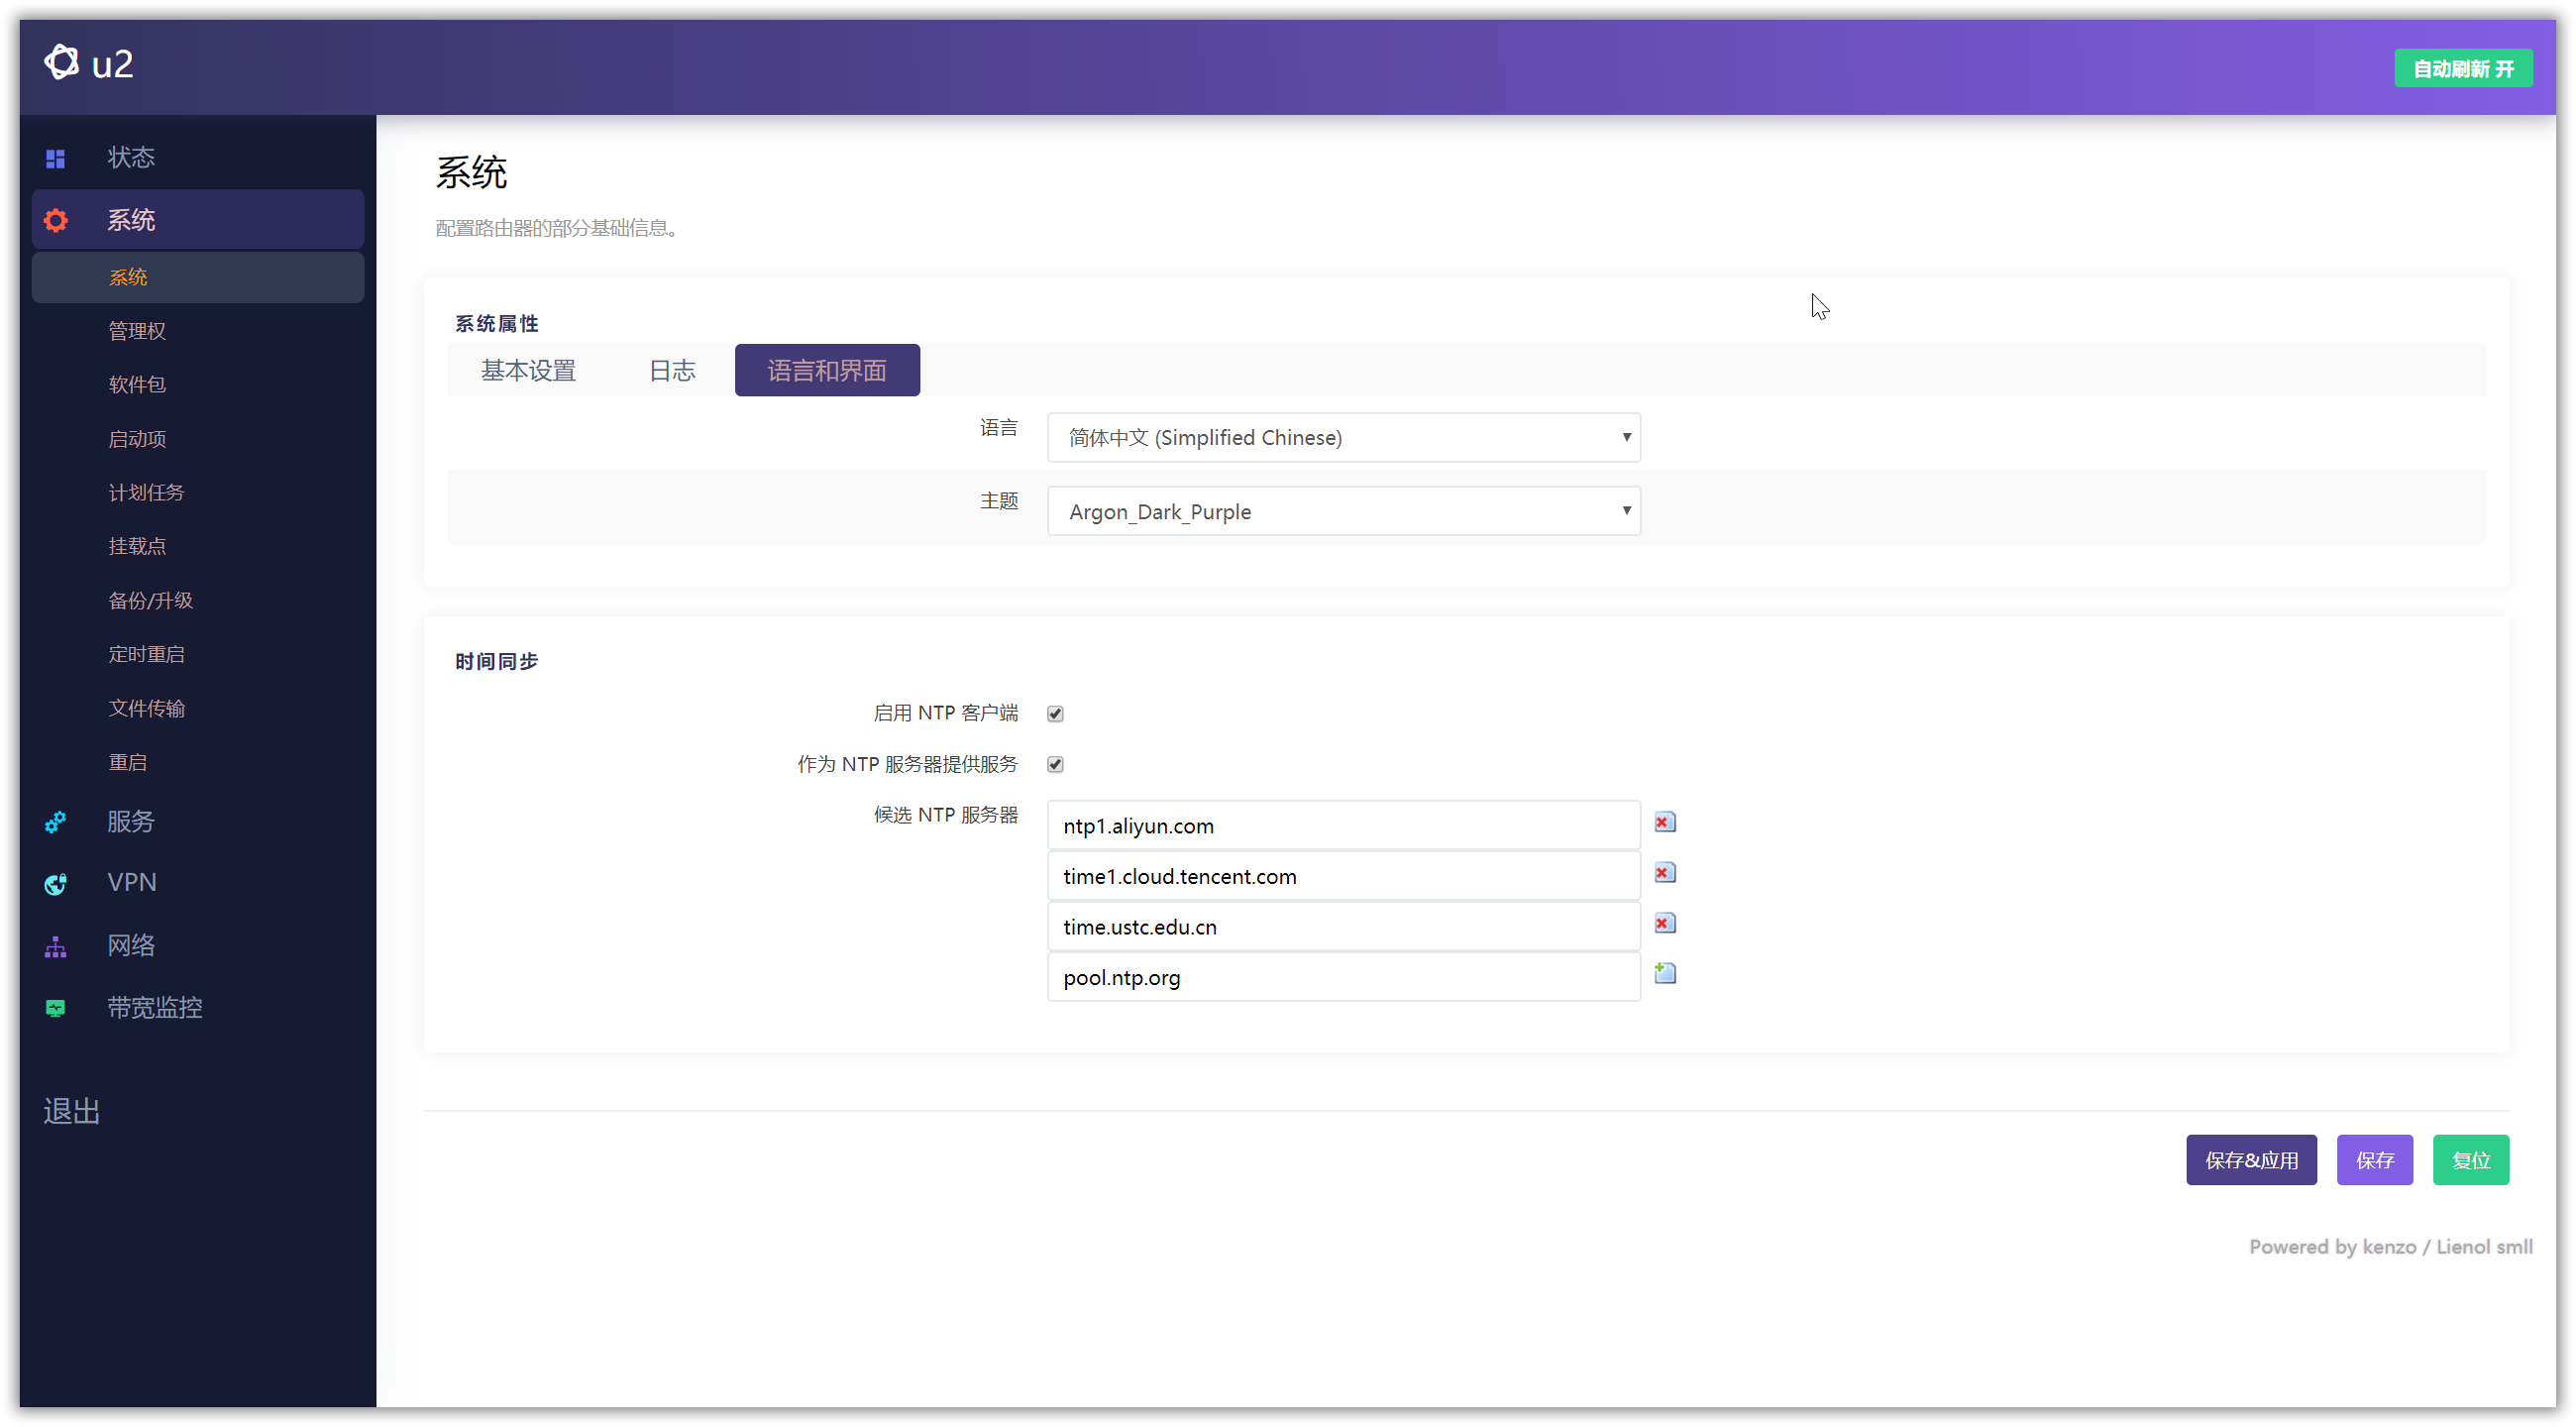 u2
自动刷新 开
状态
系统
系统
管理权
软件包
启动项
计划任务
挂载点
备份/升级
定时重启
文件传输
重启
服务
VPN
网络
带宽监控
退出
系统
配置路由器的部分基础信息。
系统属性
基本设置 日志 语言和界面
语言 简体中文 (Simplified Chinese)
主题 Argon_Dark_Purple
时间同步
启用 NTP 客户端
作为 NTP 服务器提供服务
候选 NTP 服务器 ntp1.aliyun.com
time1.cloud.tencent.com
time.ustc.edu.cn
pool.ntp.org
保存&应用 保存 复位
Powered by kenzo / Lienol smll